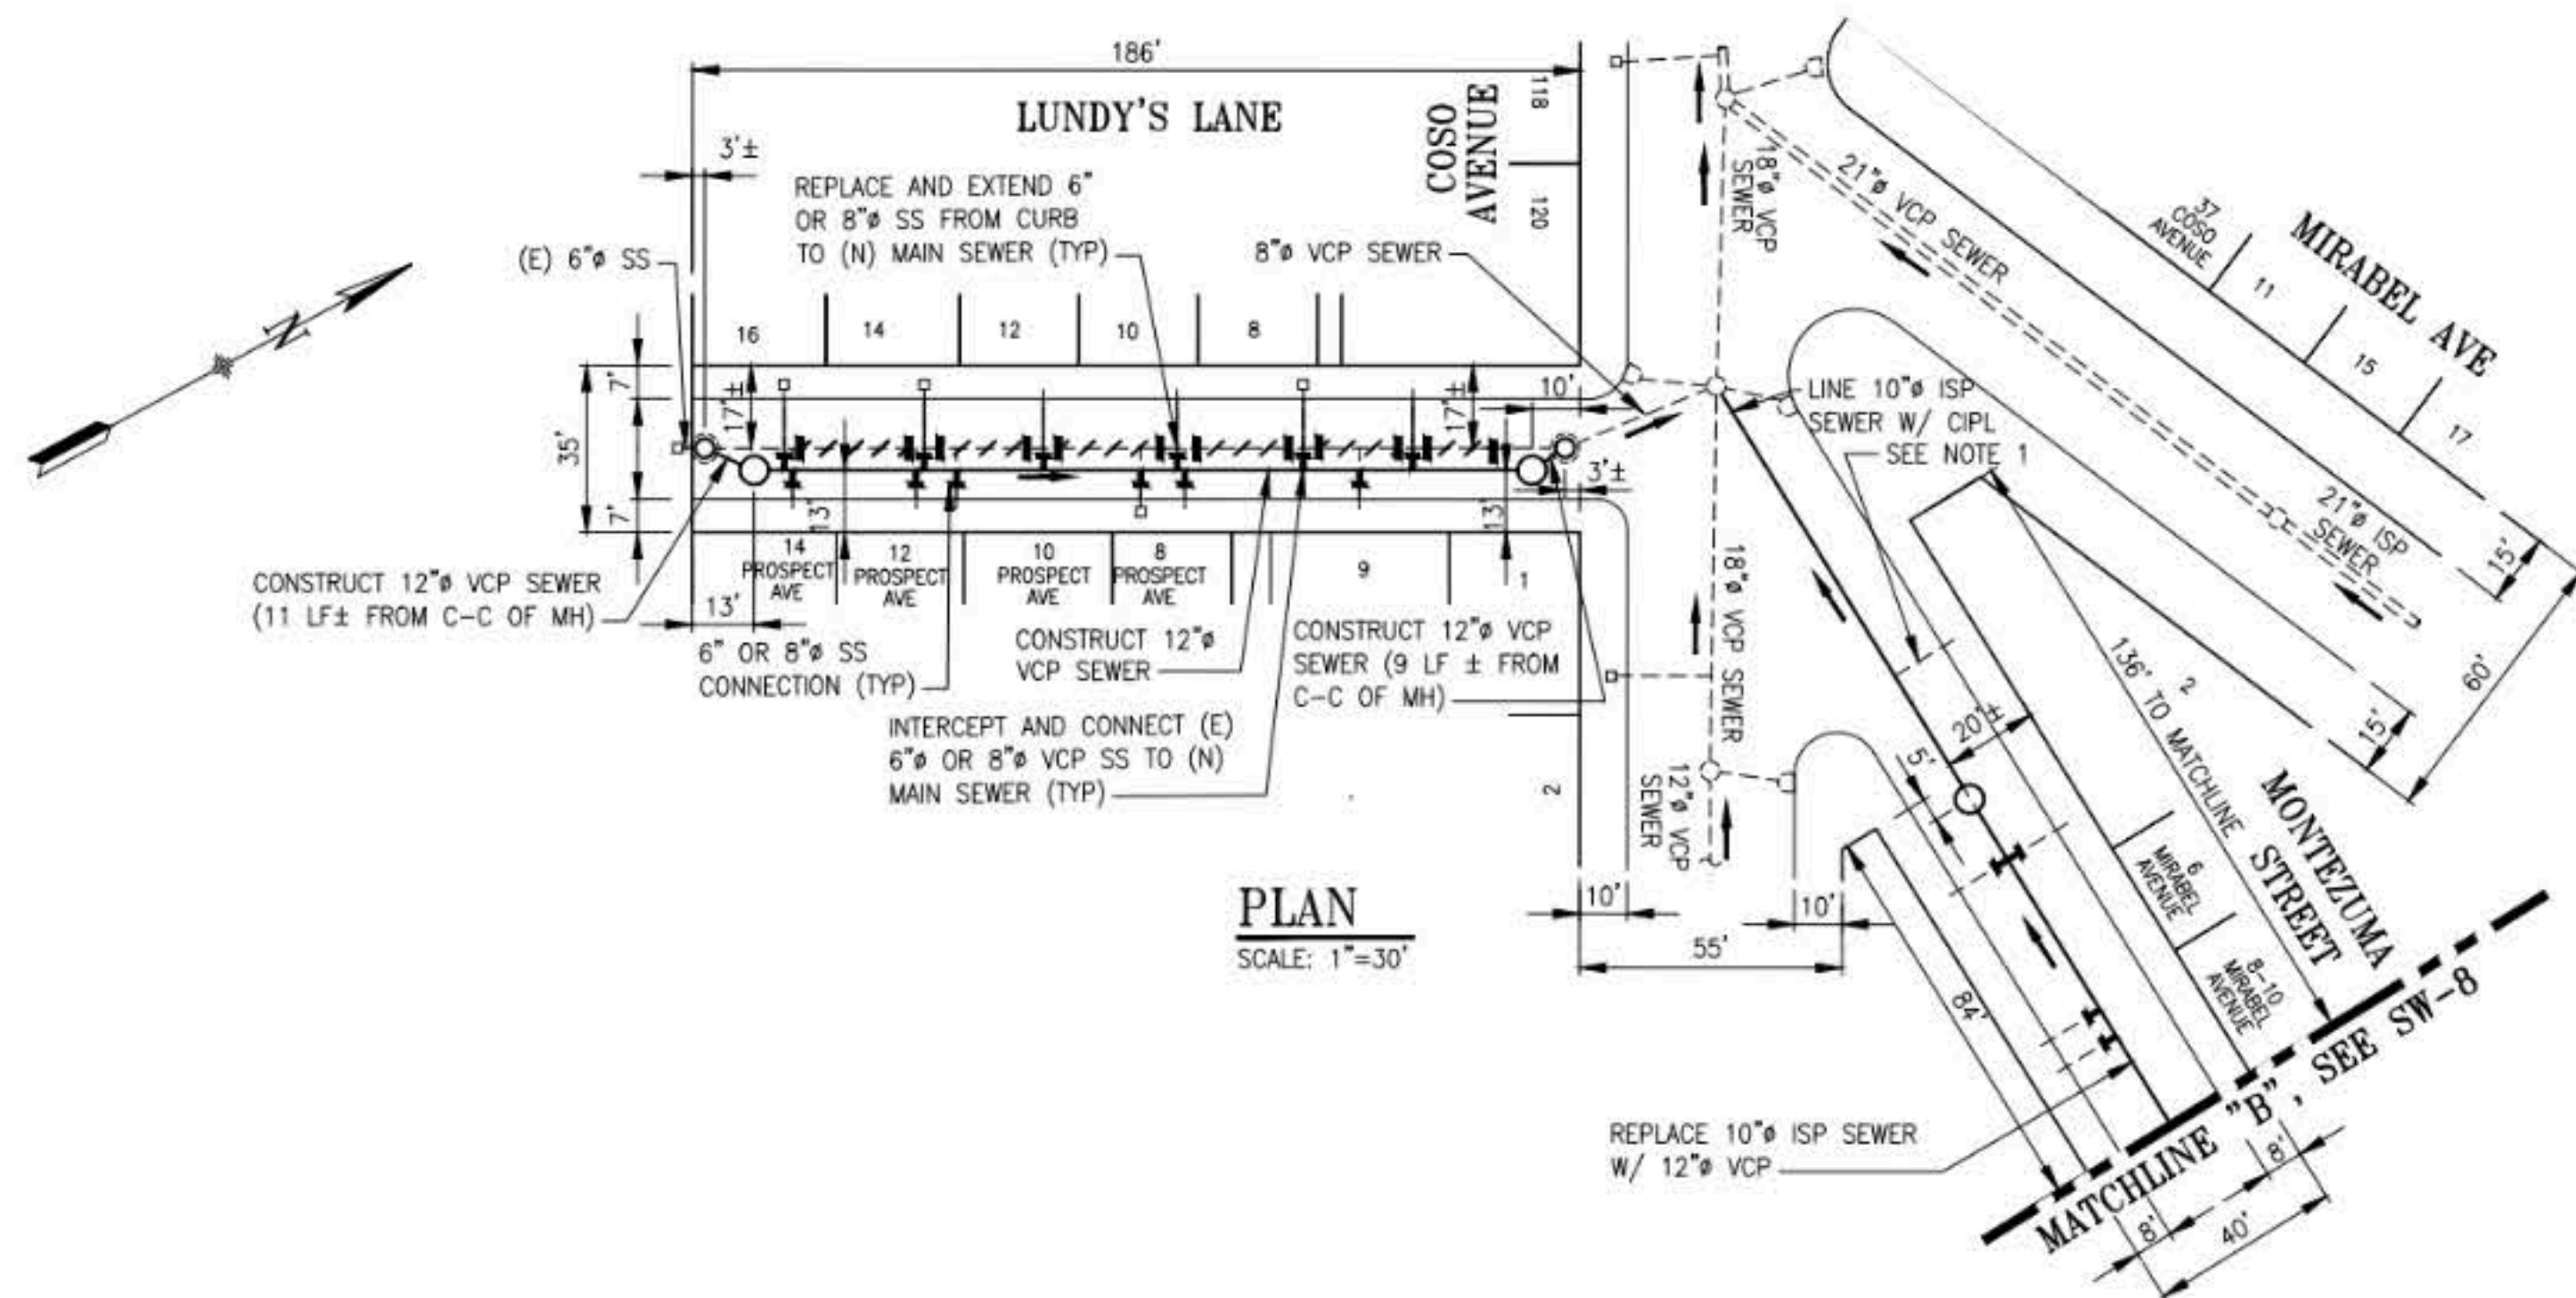 186'
LUNDY'S LANE
COSO
AVENUE
118
120
3'±
REPLACE AND EXTEND 6"
OR 8"ø SS FROM CURB
TO (N) MAIN SEWER (TYP)
(E) 6"ø SS
8"ø VCP SEWER
18"ø VCP
SEWER
21"ø VCP SEWER
37
COSO
AVENUE
11
15
17
MIRABEL AVE
N
16
14
12
10
8
7'
35'
7'
17'±
17'±
10'
3'±
13'
13'
LINE 10"ø ISP
SEWER W/ CIPL
SEE NOTE 1
21"ø ISP
SEWER
15'
60'
15'
14
PROSPECT
AVE
12
PROSPECT
AVE
10
PROSPECT
AVE
8
PROSPECT
AVE
9
1
13'
CONSTRUCT 12"ø VCP SEWER
(11 LF± FROM C-C OF MH)
6" OR 8"ø SS
CONNECTION (TYP)
CONSTRUCT 12"ø
VCP SEWER
CONSTRUCT 12"ø VCP
SEWER (9 LF ± FROM
C-C OF MH)
INTERCEPT AND CONNECT (E)
6"ø OR 8"ø VCP SS TO (N)
MAIN SEWER (TYP)
18"ø VCP SEWER
12"ø VCP
SEWER
2
2
136' TO MATCHLINE
20'±
5'
MONTEZUMA
STREET
6
MIRABEL
AVENUE
8-10
MIRABEL
AVENUE
PLAN
SCALE: 1"=30'
10'
10'
55'
84'
REPLACE 10"ø ISP SEWER
W/ 12"ø VCP
MATCHLINE "B", SEE SW-8
8'
8'
40'